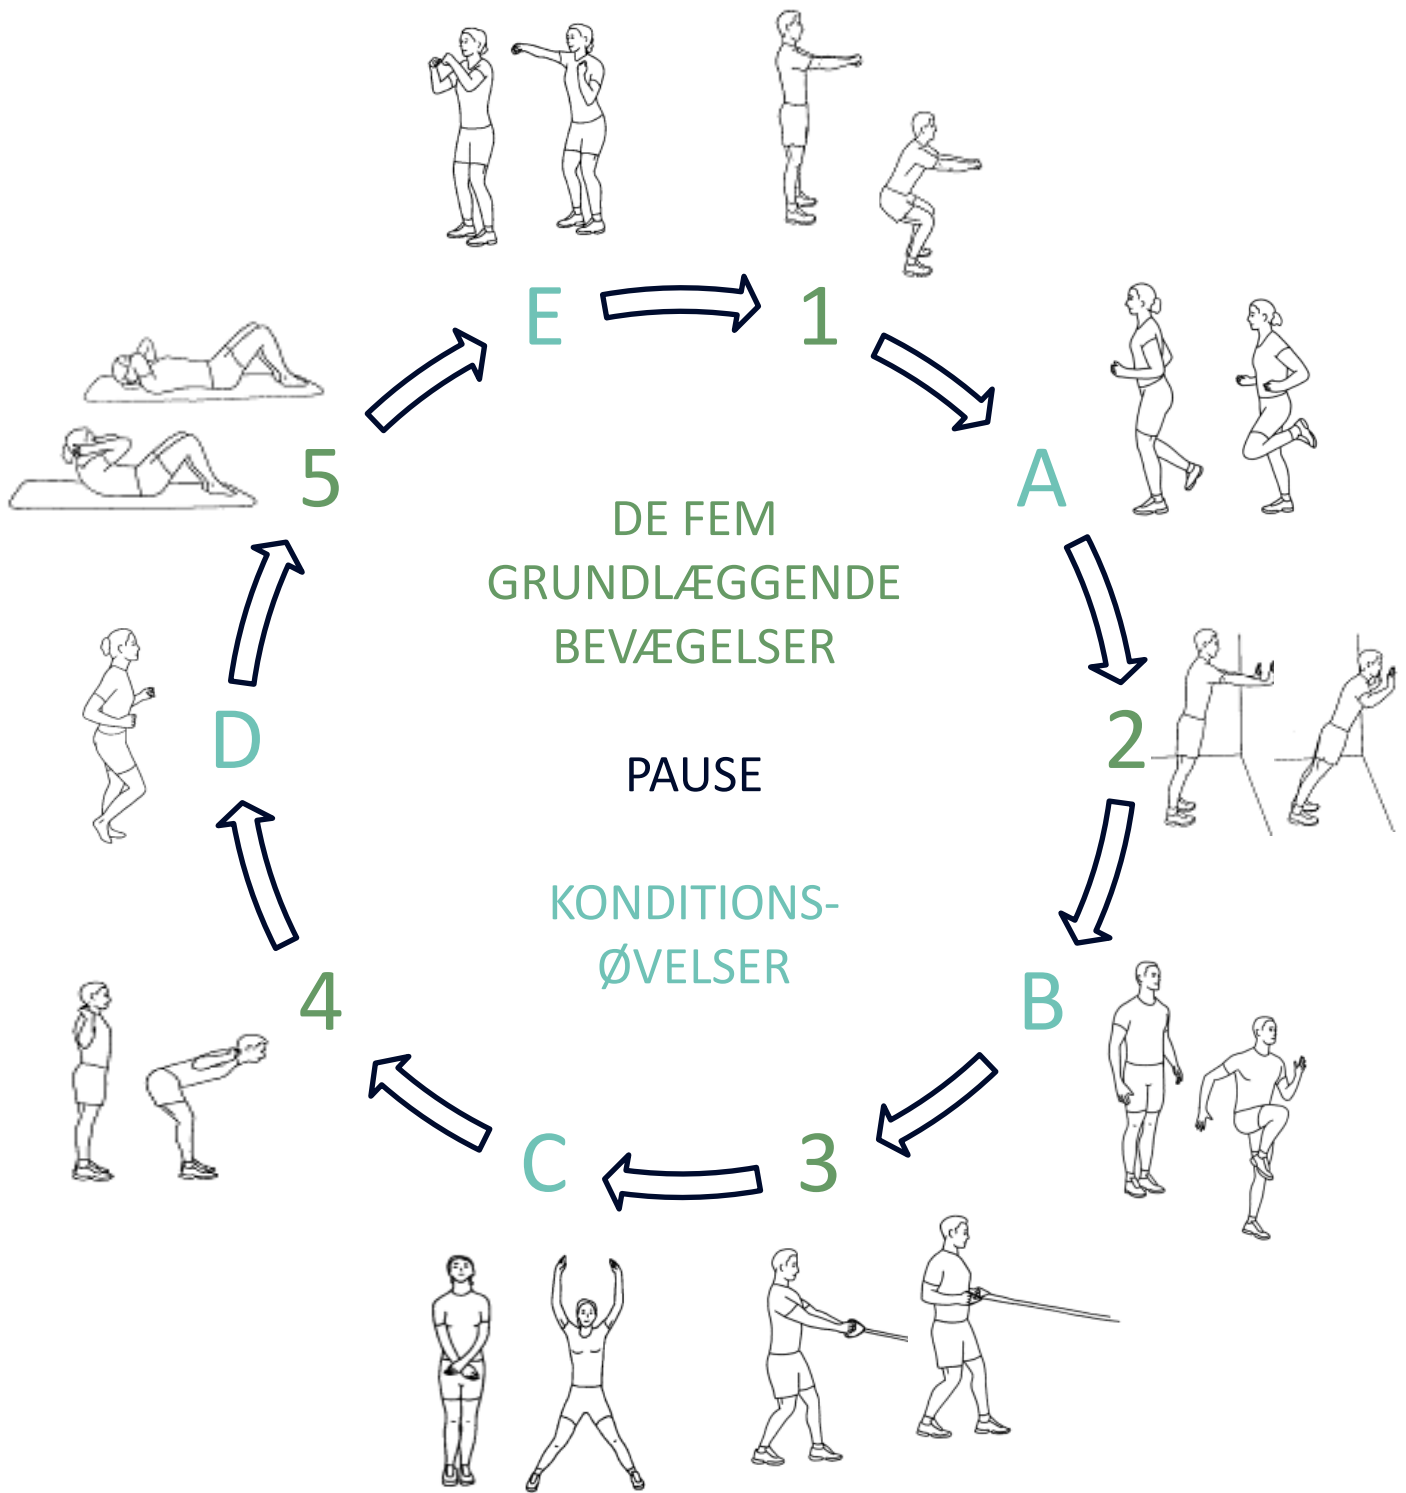 E
1
5
A
DE FEM
GRUNDLÆGGENDE
BEVÆGELSER
D
PAUSE
2
KONDITIONS-
ØVELSER
4
B
C
3